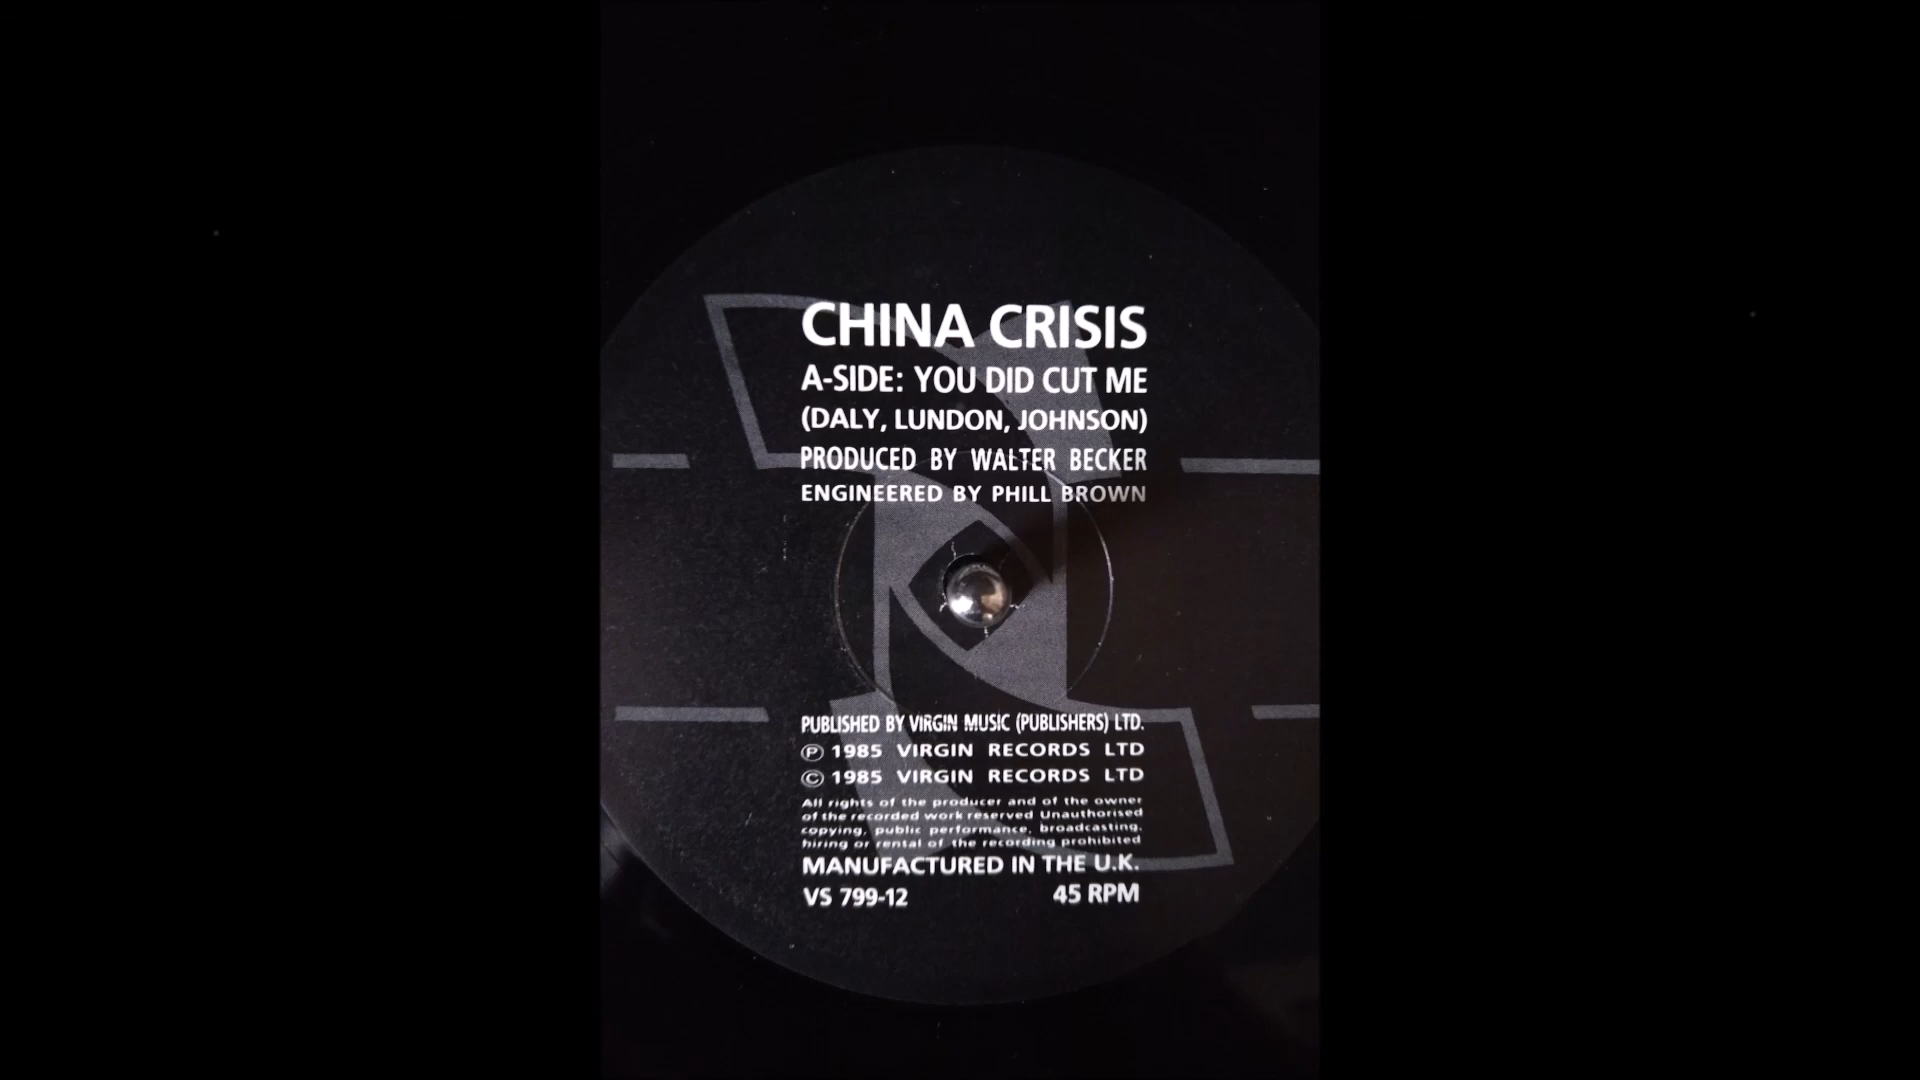 CHINA CRISIS
A-SIDE: YOU DID CUT ME
(DALY, LUNDON, JOHNSON)
PRODUCED BY WALTER BECKER
ENGINEERED BY PHILL BROWN
PUBLISHED BY VIRGIN MUSIC (PUBLISHERS) LTD.
Ⓟ 1985 VIRGIN RECORDS LTD
© 1985 VIRGIN RECORDS LTD
All rights of the producer and of the owner
of the recorded work reserved Unauthorised
copying, public performance, broadcasting,
hiring or rental of the recording prohibited
MANUFACTURED IN THE U.K.
VS 799-12 45 RPM